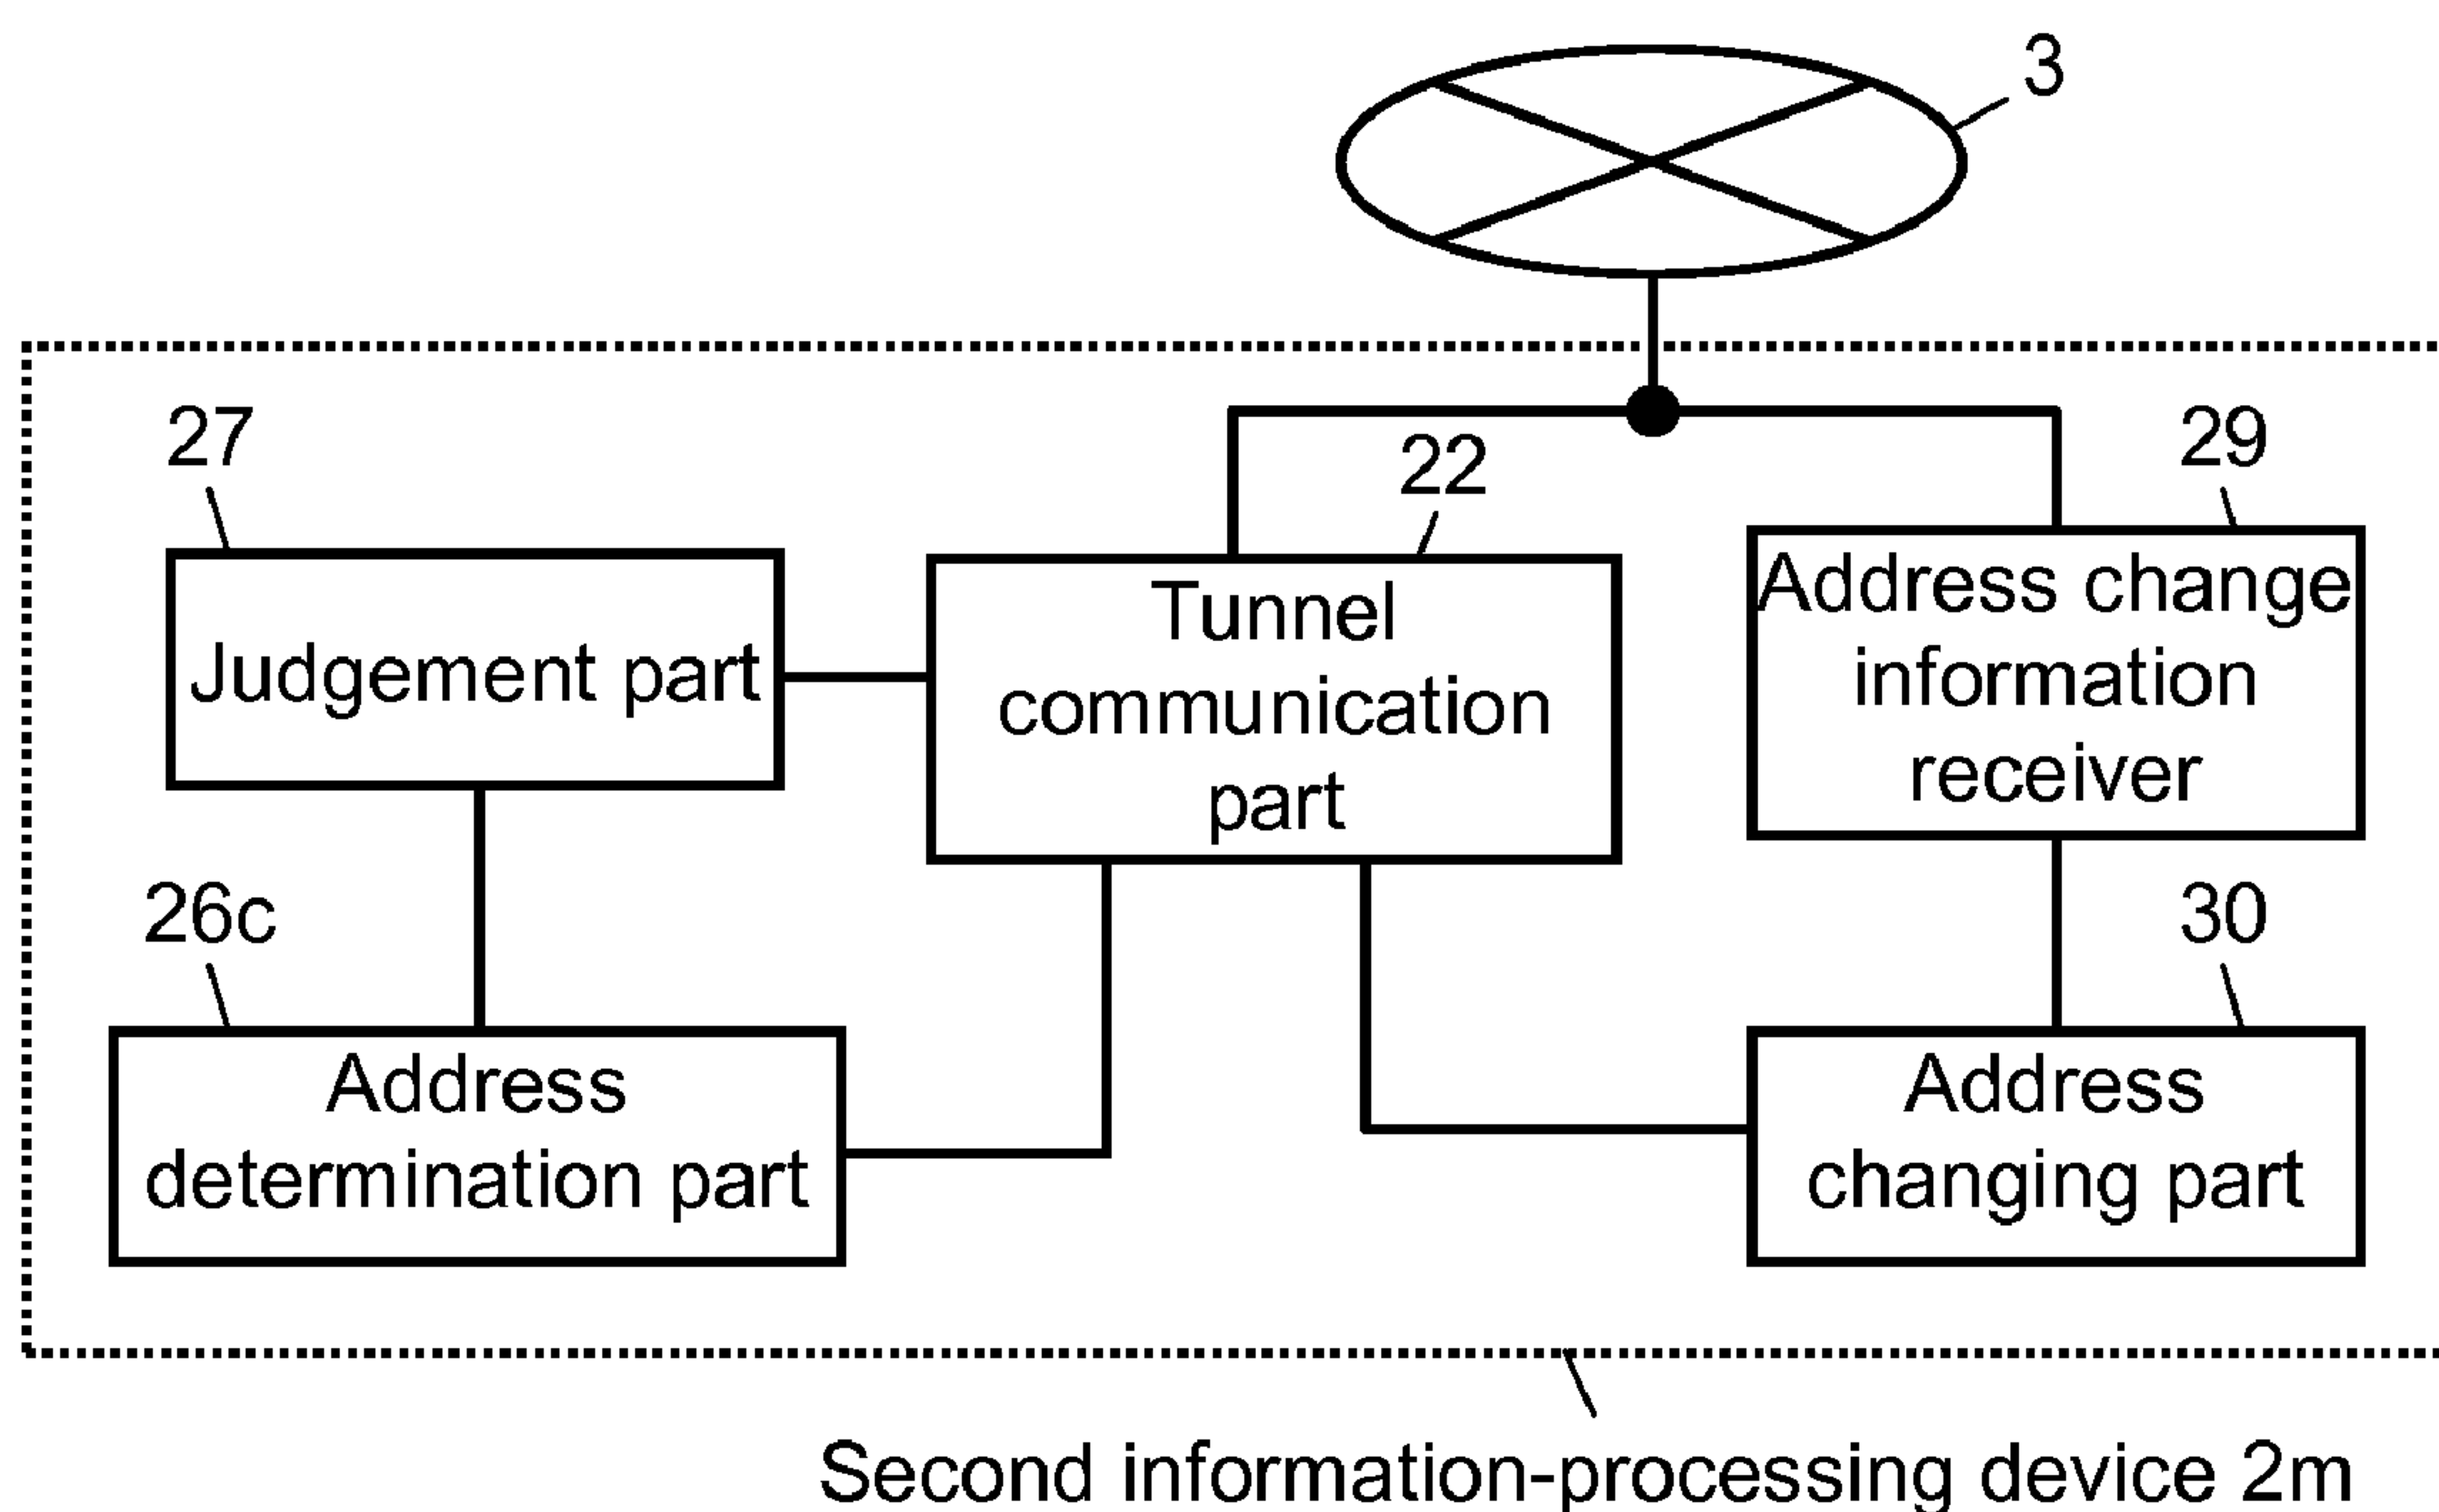 3
27
22
29
Judgement part
Tunnel
communication
part
Address change
information
receiver
26c
30
Address
determination part
Address
changing part
Second information-processing device 2m